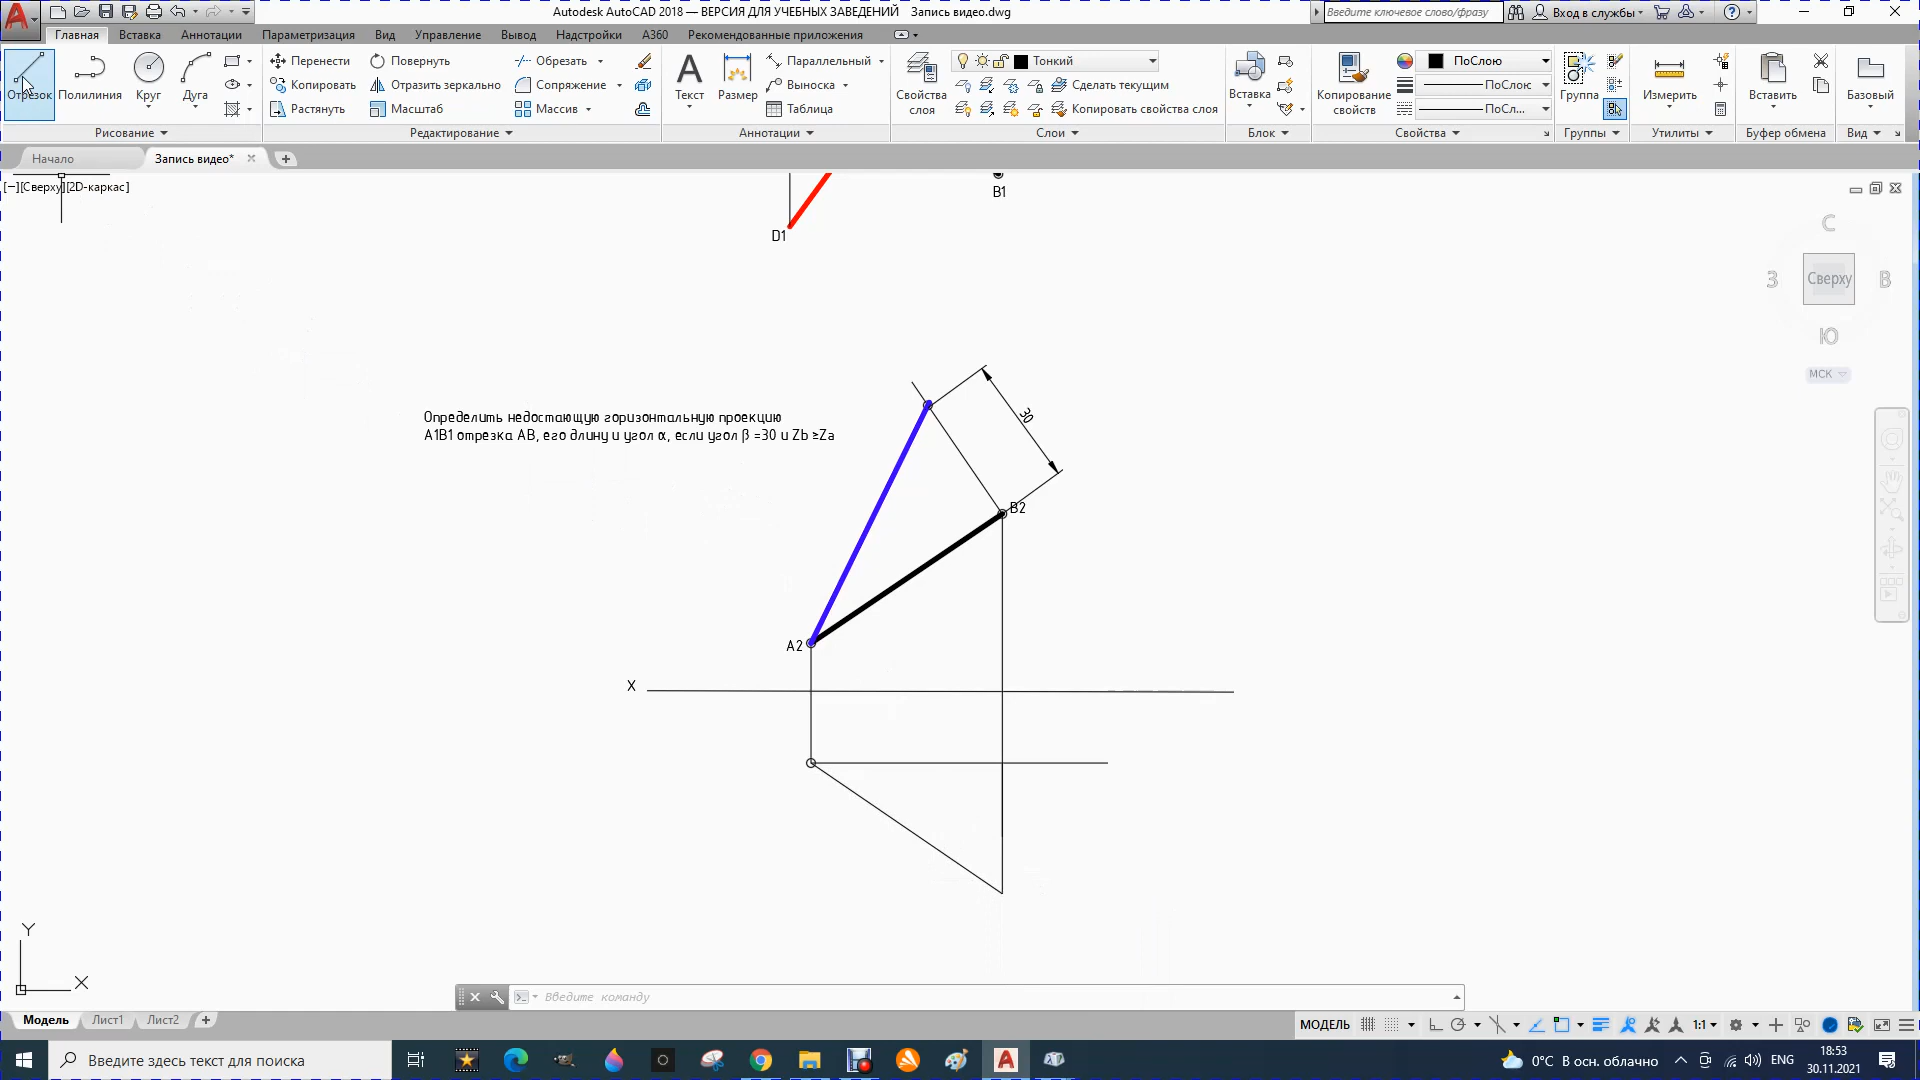 Autodesk AutoCAD 2018 — ВЕРСИЯ ДЛЯ УЧЕБНЫХ ЗАВЕДЕНИЙ Запись видео.dwg
Введите ключевое слово/фразу
Вход в службы
Главная Вставка Аннотации Параметризация Вид Управление Вывод Надстройки A360 Рекомендованные приложения
Отрезок Полилиния Круг Дуга
Перенести Повернуть Обрезать
Копировать Отразить зеркально Сопряжение
Растянуть Масштаб Массив
Текст Размер
Параллельный
Выноска
Таблица
Свойства слоя
Тонкий
Сделать текущим
Копировать свойства слоя
Вставка
Копирование свойств
ПоСлою
ПоСлою
ПоСл...
Группа Измерить Вставить Базовый
Рисование Редактирование Аннотации Слои Блок Свойства Группы Утилиты Буфер обмена Вид
Начало Запись видео*
[−][Сверху][2D-каркас]
B1
D1
С
З Сверху В
Ю
МСК
Определить недостающую горизонтальную проекцию
A1B1 отрезка AB, его длину и угол α, если угол β =30 и Zb ≥Za
30
B2
A2
X
Y
X
Введите команду
Модель Лист1 Лист2
МОДЕЛЬ 1:1
Введите здесь текст для поиска
0°C В осн. облачно
ENG
18:53
30.11.2021